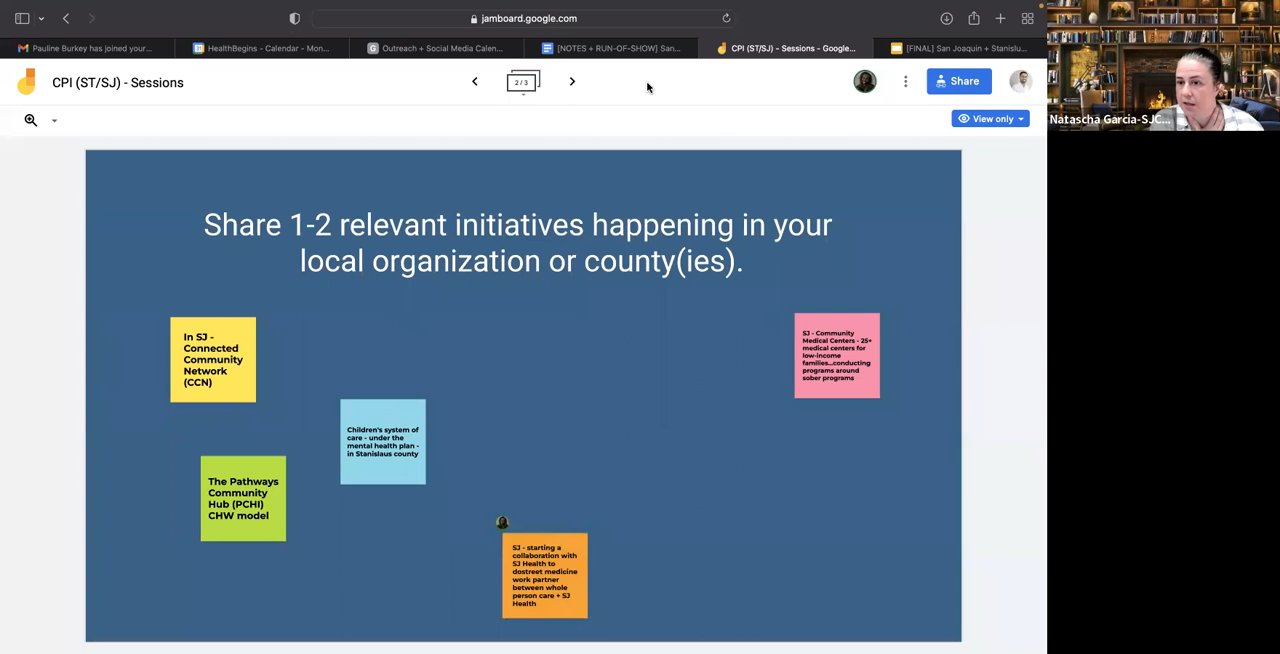 jamboard.google.com
Pauline Burkey has joined your...
HealthBegins - Calendar - Mon...
Outreach + Social Media Calen...
[NOTES + RUN-OF-SHOW] San...
CPI (ST/SJ) - Sessions - Google...
[FINAL] San Joaquin + Stanislu...
CPI (ST/SJ) - Sessions
2 / 3
Share
View only
Natascha Garcia-SJC...
Share 1-2 relevant initiatives happening in your
local organization or county(ies).
In SJ -
Connected
Community
Network
(CCN)
SJ - Community
Medical Centers - 25+
medical centers for
low-income
families...conducting
programs around
sober programs
Children's system of
care - under the
mental health plan -
in Stanislaus county
The Pathways
Community
Hub (PCHI)
CHW model
SJ - starting a
collaboration with
SJ Health to
dostreet medicine
work partner
between whole
person care + SJ
Health